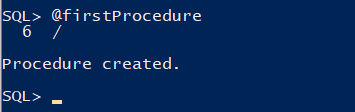 SQL> @firstProcedure
  6  /
Procedure created.
SQL>